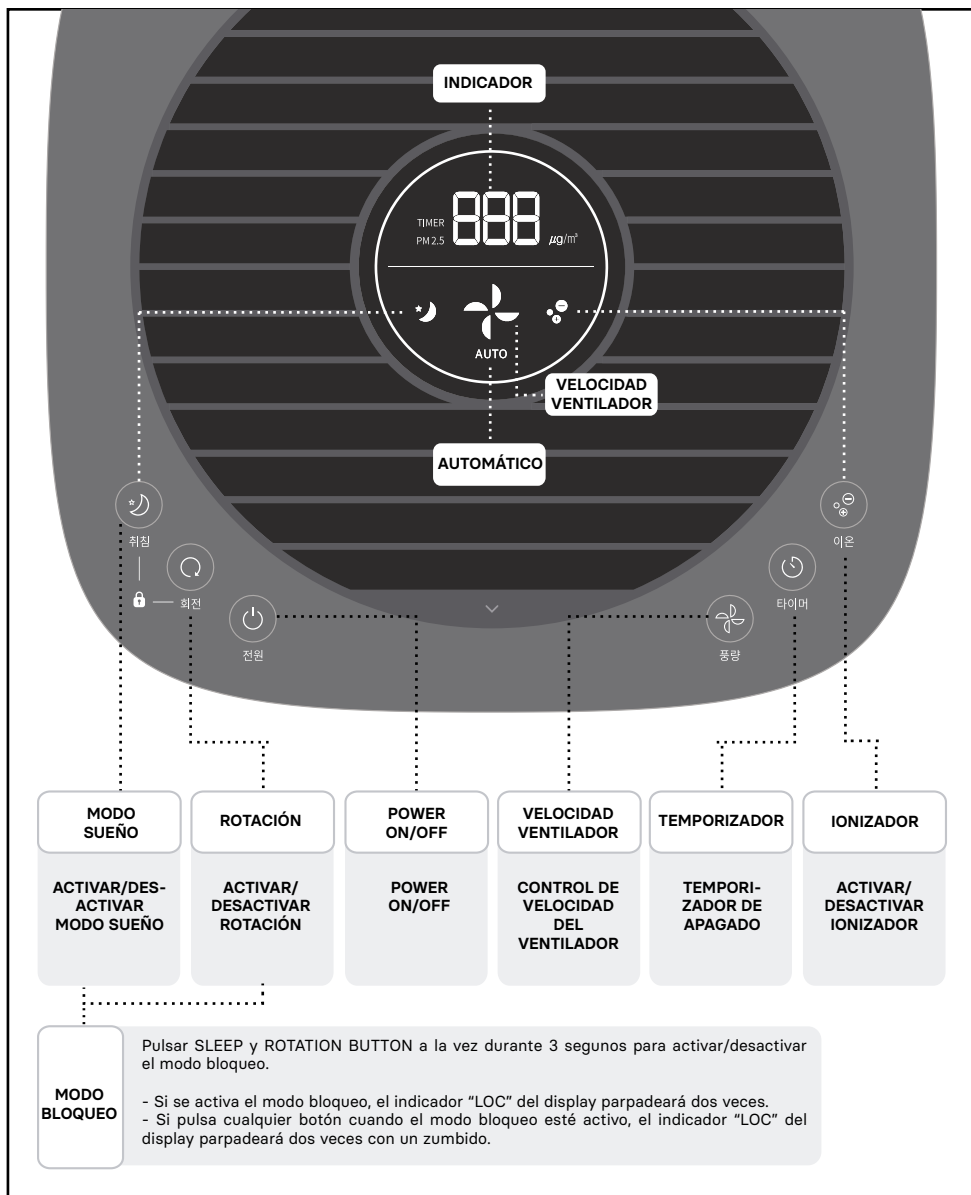 INDICADOR
TIMER
888
PM 2.5
µg/m³
AUTO
VELOCIDAD
VENTILADOR
AUTOMÁTICO
취침
이온
회전
타이머
전원
풍량
MODO
SUEÑO
ROTACIÓN
POWER
ON/OFF
VELOCIDAD
VENTILADOR
TEMPORIZADOR
IONIZADOR
ACTIVAR/DES-
ACTIVAR
MODO SUEÑO
ACTIVAR/
DESACTIVAR
ROTACIÓN
POWER
ON/OFF
CONTROL DE
VELOCIDAD
DEL
VENTILADOR
TEMPORI-
ZADOR DE
APAGADO
ACTIVAR/
DESACTIVAR
IONIZADOR
MODO
BLOQUEO
Pulsar SLEEP y ROTATION BUTTON a la vez durante 3 segunos para activar/desactivar
el modo bloqueo.
- Si se activa el modo bloqueo, el indicador “LOC” del display parpadeará dos veces.
- Si pulsa cualquier botón cuando el modo bloqueo esté activo, el indicador “LOC” del
display parpadeará dos veces con un zumbido.